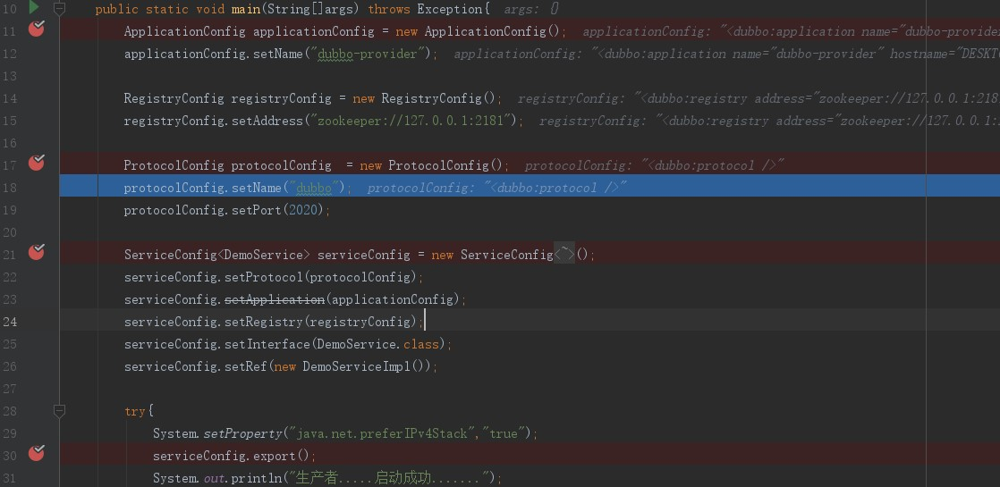 10 public static void main(String[]args) throws Exception{ args: {}
11 ApplicationConfig applicationConfig = new ApplicationConfig(); applicationConfig: "<dubbo:application name="dubbo-provider
12 applicationConfig.setName("dubbo-provider"); applicationConfig: "<dubbo:application name="dubbo-provider" hostname="DESKT
13
14 RegistryConfig registryConfig = new RegistryConfig(); registryConfig: "<dubbo:registry address="zookeeper://127.0.0.1:218
15 registryConfig.setAddress("zookeeper://127.0.0.1:2181"); registryConfig: "<dubbo:registry address="zookeeper://127.0.0.1:
16
17 ProtocolConfig protocolConfig = new ProtocolConfig(); protocolConfig: "<dubbo:protocol />"
18 protocolConfig.setName("dubbo"); protocolConfig: "<dubbo:protocol />"
19 protocolConfig.setPort(2020);
20
21 ServiceConfig<DemoService> serviceConfig = new ServiceConfig<~>();
22 serviceConfig.setProtocol(protocolConfig);
23 serviceConfig.setApplication(applicationConfig);
24 serviceConfig.setRegistry(registryConfig);
25 serviceConfig.setInterface(DemoService.class);
26 serviceConfig.setRef(new DemoServiceImpl());
27
28 try{
29 System.setProperty("java.net.preferIPv4Stack","true");
30 serviceConfig.export();
31 System.out.println("生产者.....启动成功.......");